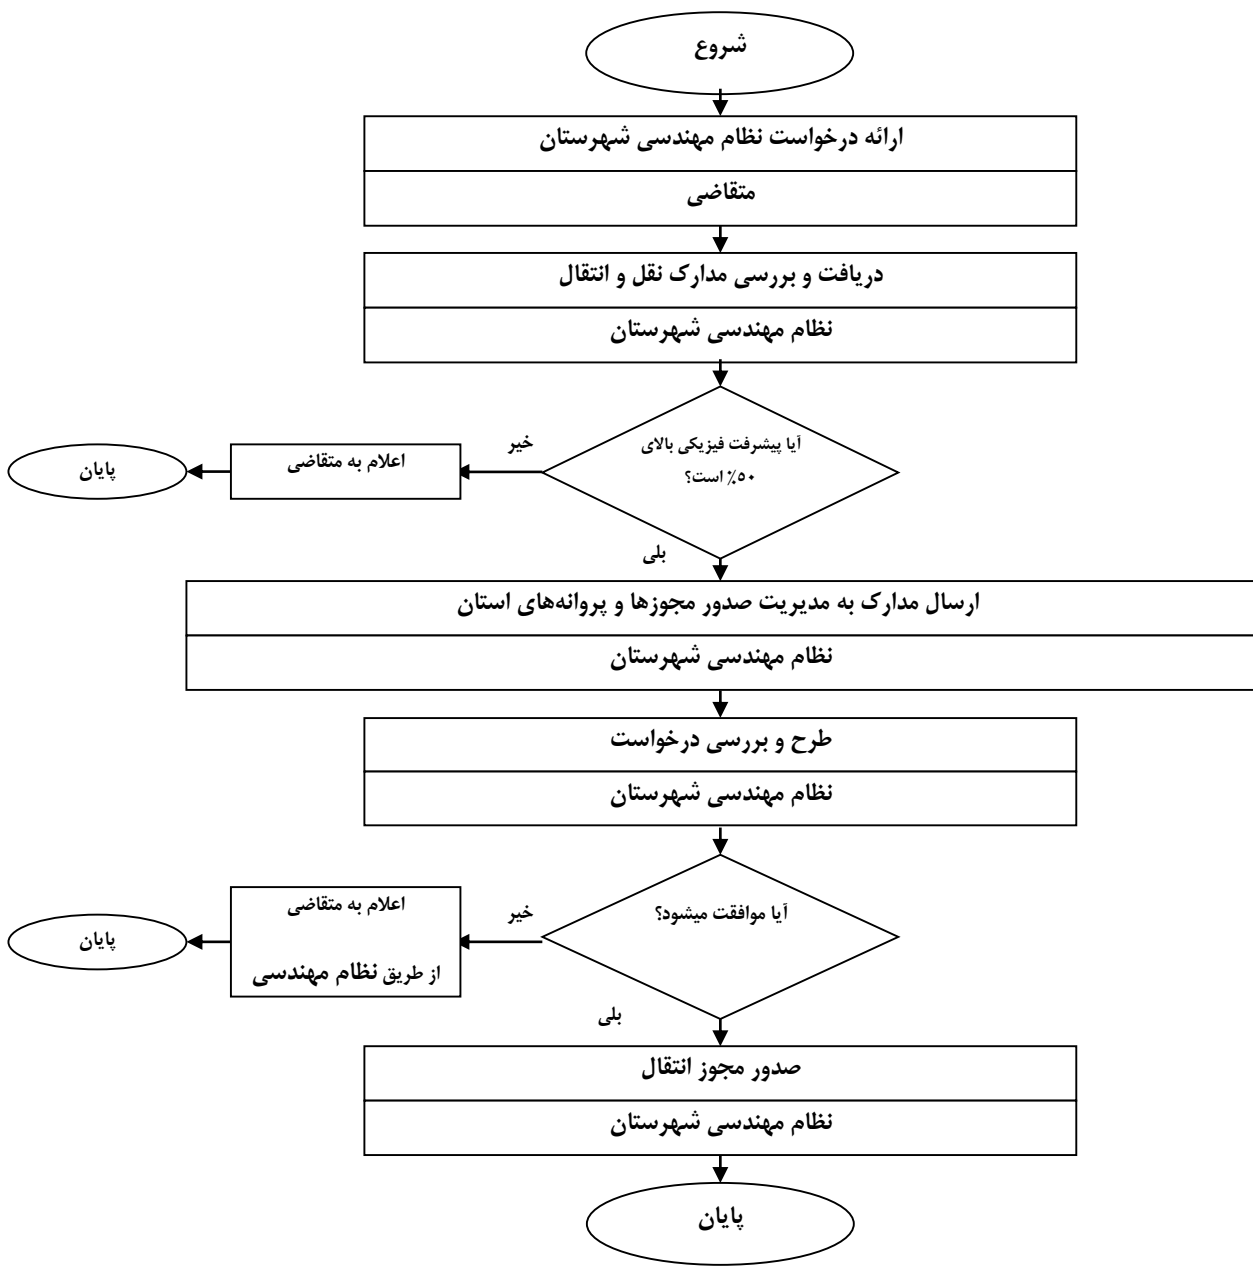 شروع
ارائه درخواست نظام مهندسی شهرستان
متقاضی
دریافت و بررسی مدارک نقل و انتقال
نظام مهندسی شهرستان
آیا پیشرفت فیزیکی بالای
۵۰٪ است؟
خیر
اعلام به متقاضی
پایان
بلی
ارسال مدارک به مدیریت صدور مجوزها و پروانه‌های استان
نظام مهندسی شهرستان
طرح و بررسی درخواست
نظام مهندسی شهرستان
آیا موافقت میشود؟
خیر
اعلام به متقاضی
از طریق نظام مهندسی
پایان
بلی
صدور مجوز انتقال
نظام مهندسی شهرستان
پایان